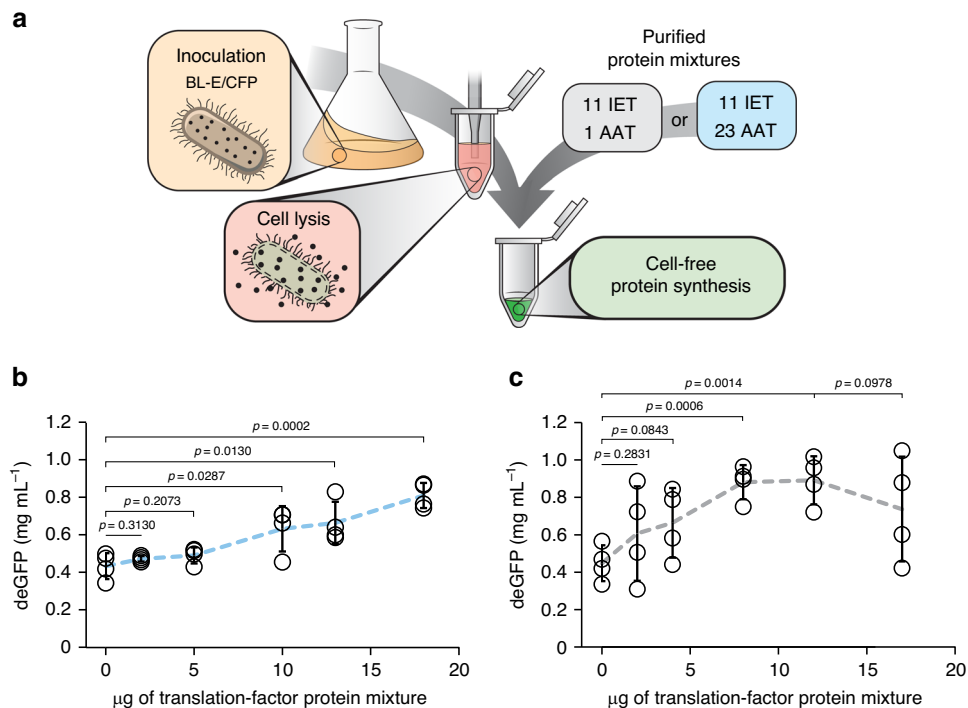 a
Inoculation
BL-E/CFP
Cell lysis
Purified
protein mixtures
11 IET
1 AAT
or
11 IET
23 AAT
Cell-free
protein synthesis
b
deGFP (mg mL⁻¹)
1.2
1.0
0.8
0.6
0.4
0.2
0
p = 0.0002
p = 0.0130
p = 0.0287
p = 0.2073
p = 0.3130
0 5 10 15 20
μg of translation-factor protein mixture
c
deGFP (mg mL⁻¹)
1.2
1.0
0.8
0.6
0.4
0.2
0
p = 0.0014
p = 0.0978
p = 0.0006
p = 0.0843
p = 0.2831
0 5 10 15 20
μg of translation-factor protein mixture